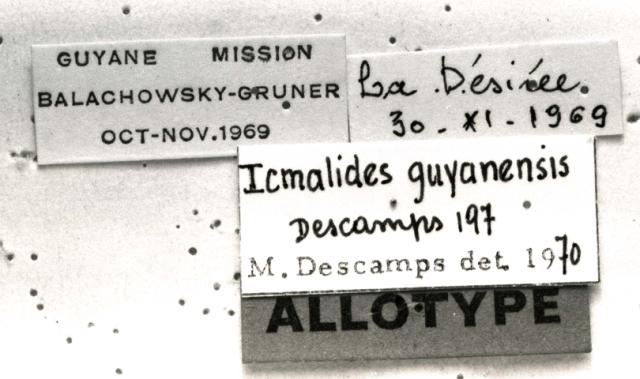 GUYANE MISSION
BALACHOWSKY-GRUNER
OCT-NOV.1969
La Désirée.
30 - XI - 1969
Icmalides guyanensis
Descamps 197
M. Descamps det. 1970
ALLOTYPE